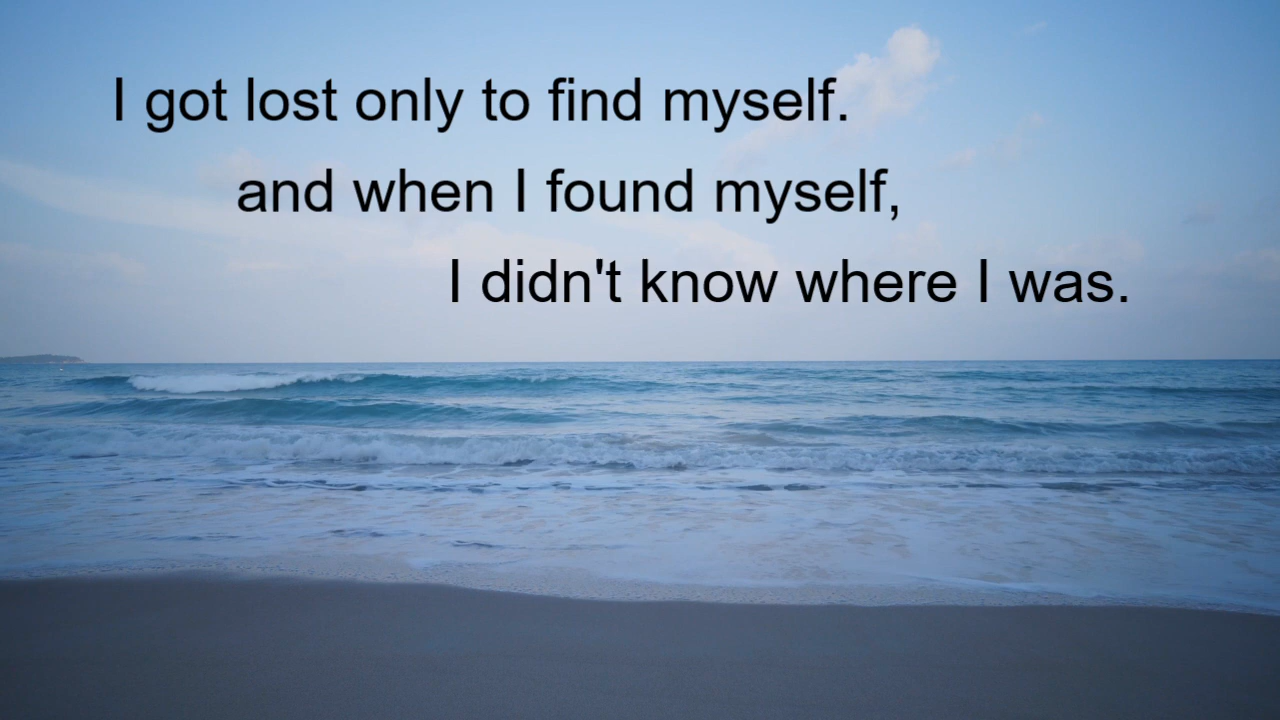 I got lost only to find myself.
and when I found myself,
I didn't know where I was.